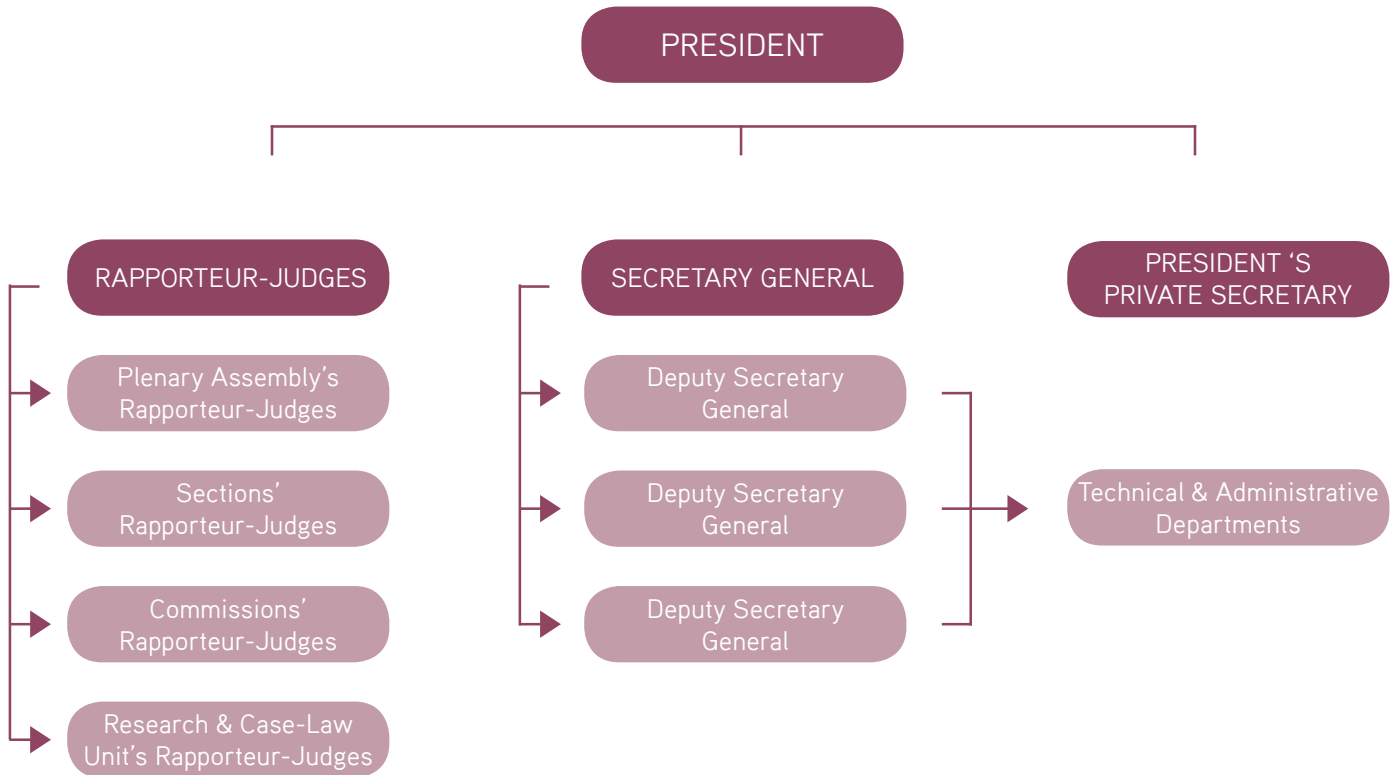 PRESIDENT
RAPPORTEUR-JUDGES
SECRETARY GENERAL
PRESIDENT ‘S
PRIVATE SECRETARY
Plenary Assembly’s
Rapporteur-Judges
Deputy Secretary
General
Sections’
Rapporteur-Judges
Deputy Secretary
General
Technical & Administrative
Departments
Commissions’
Rapporteur-Judges
Deputy Secretary
General
Research & Case-Law
Unit’s Rapporteur-Judges